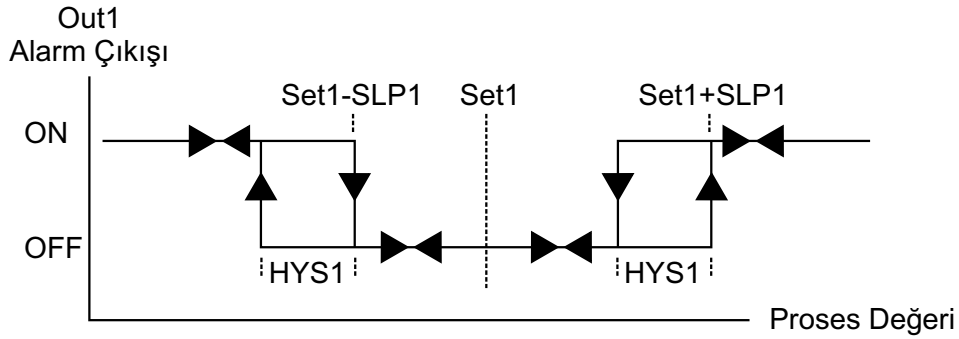 Out1
Alarm Çıkışı
Set1-SLP1 Set1 Set1+SLP1
ON
OFF
HYS1 HYS1
Proses Değeri